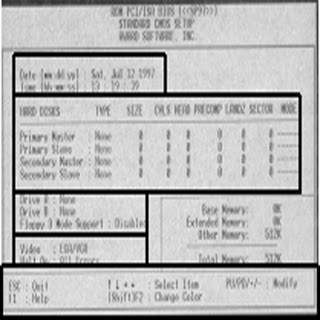 ROM PCI/ISA BIOS (<<SP9>>)
STANDARD CMOS SETUP
AWARD SOFTWARE, INC.
Date (mm:dd:yy) : Sat, Jul 12 1997
Time (hh:mm:ss) : 13 : 19 : 39
HARD DISKS TYPE SIZE CYLS HEAD PRECOMP LANDZ SECTOR MODE
Primary Master : None 0 0 0 0 0 0
Primary Slave : None 0 0 0 0 0 0
Secondary Master : None 0 0 0 0 0 0
Secondary Slave : None 0 0 0 0 0 0
Drive A : None
Drive B : None
Floppy 3 Mode Support : Disabled
Base Memory: 0K
Extended Memory: 0K
Other Memory: 512K
Video : EGA/VGA
Halt On : All Errors
Total Memory: 512K
ESC : Quit ↑ ↓ → ← : Select Item PU/PD/+/- : Modify
F1 : Help (Shift)F2 : Change Color